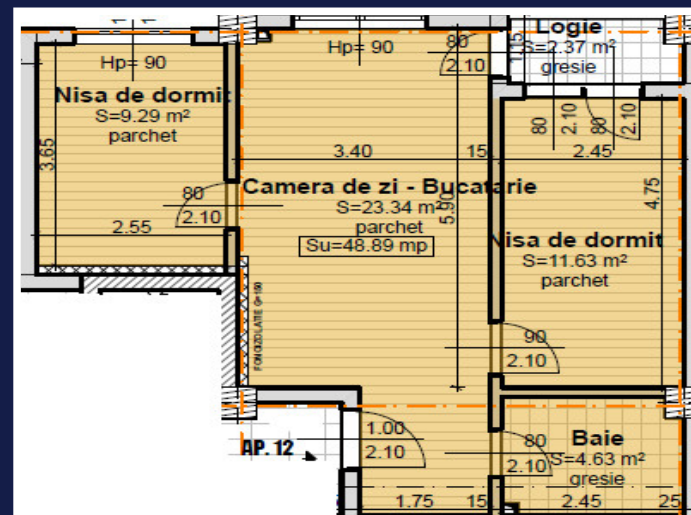 Logie
S=2.37 m²
gresie
1.15
80
2.10
Hp= 90
Hp= 90
Nisa de dormit
S=9.29 m²
parchet
3.65
2.55
80
2.10
3.40
15
2.45
80
2.10
80
2.10
Camera de zi - Bucatarie
S=23.34 m²
parchet
Su=48.89 mp
5.90
4.75
Nisa de dormit
S=11.63 m²
parchet
90
2.10
AP. 12
1.00
2.10
80
2.10
Baie
S=4.63 m²
gresie
1.75
15
2.45
25